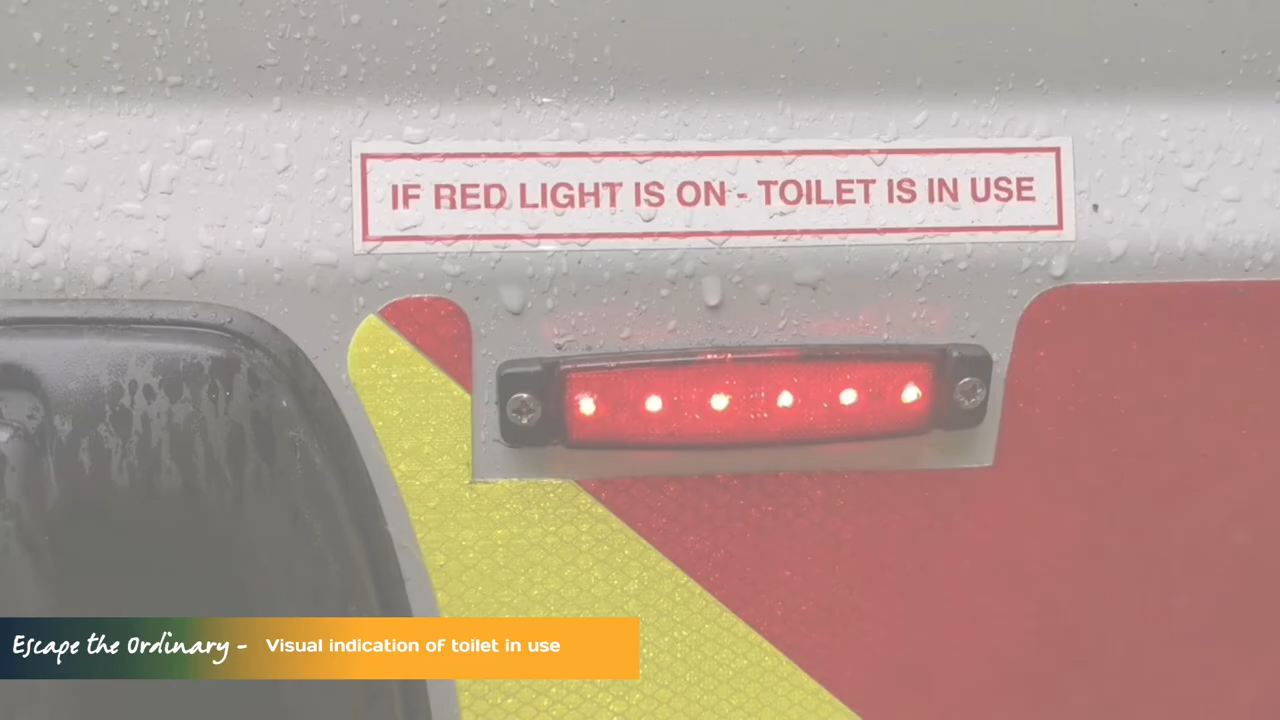 IF RED LIGHT IS ON - TOILET IS IN USE
Escape the Ordinary - Visual indication of toilet in use